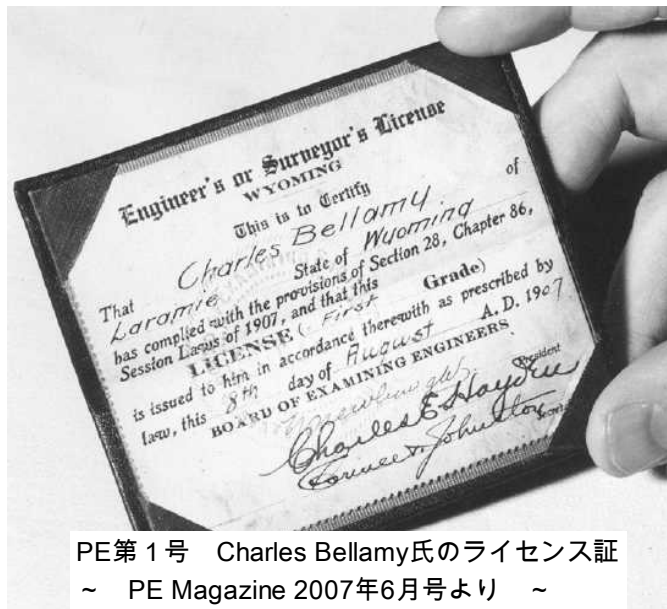 Engineer's or Surveyor's License
WYOMING
This is to Certify
That Charles Bellamy of
Laramie State of Wyoming
has complied with the provisions of Section 28, Chapter 86,
Session Laws of 1907, and that this
LICENSE (First Grade)
is issued to him in accordance therewith as prescribed by
law, this 8th day of August A. D. 1907
BOARD OF EXAMINING ENGINEERS
President
Charles E. Hayden
Johnston
PE第1号 Charles Bellamy氏のライセンス証
~ PE Magazine 2007年6月号より ~